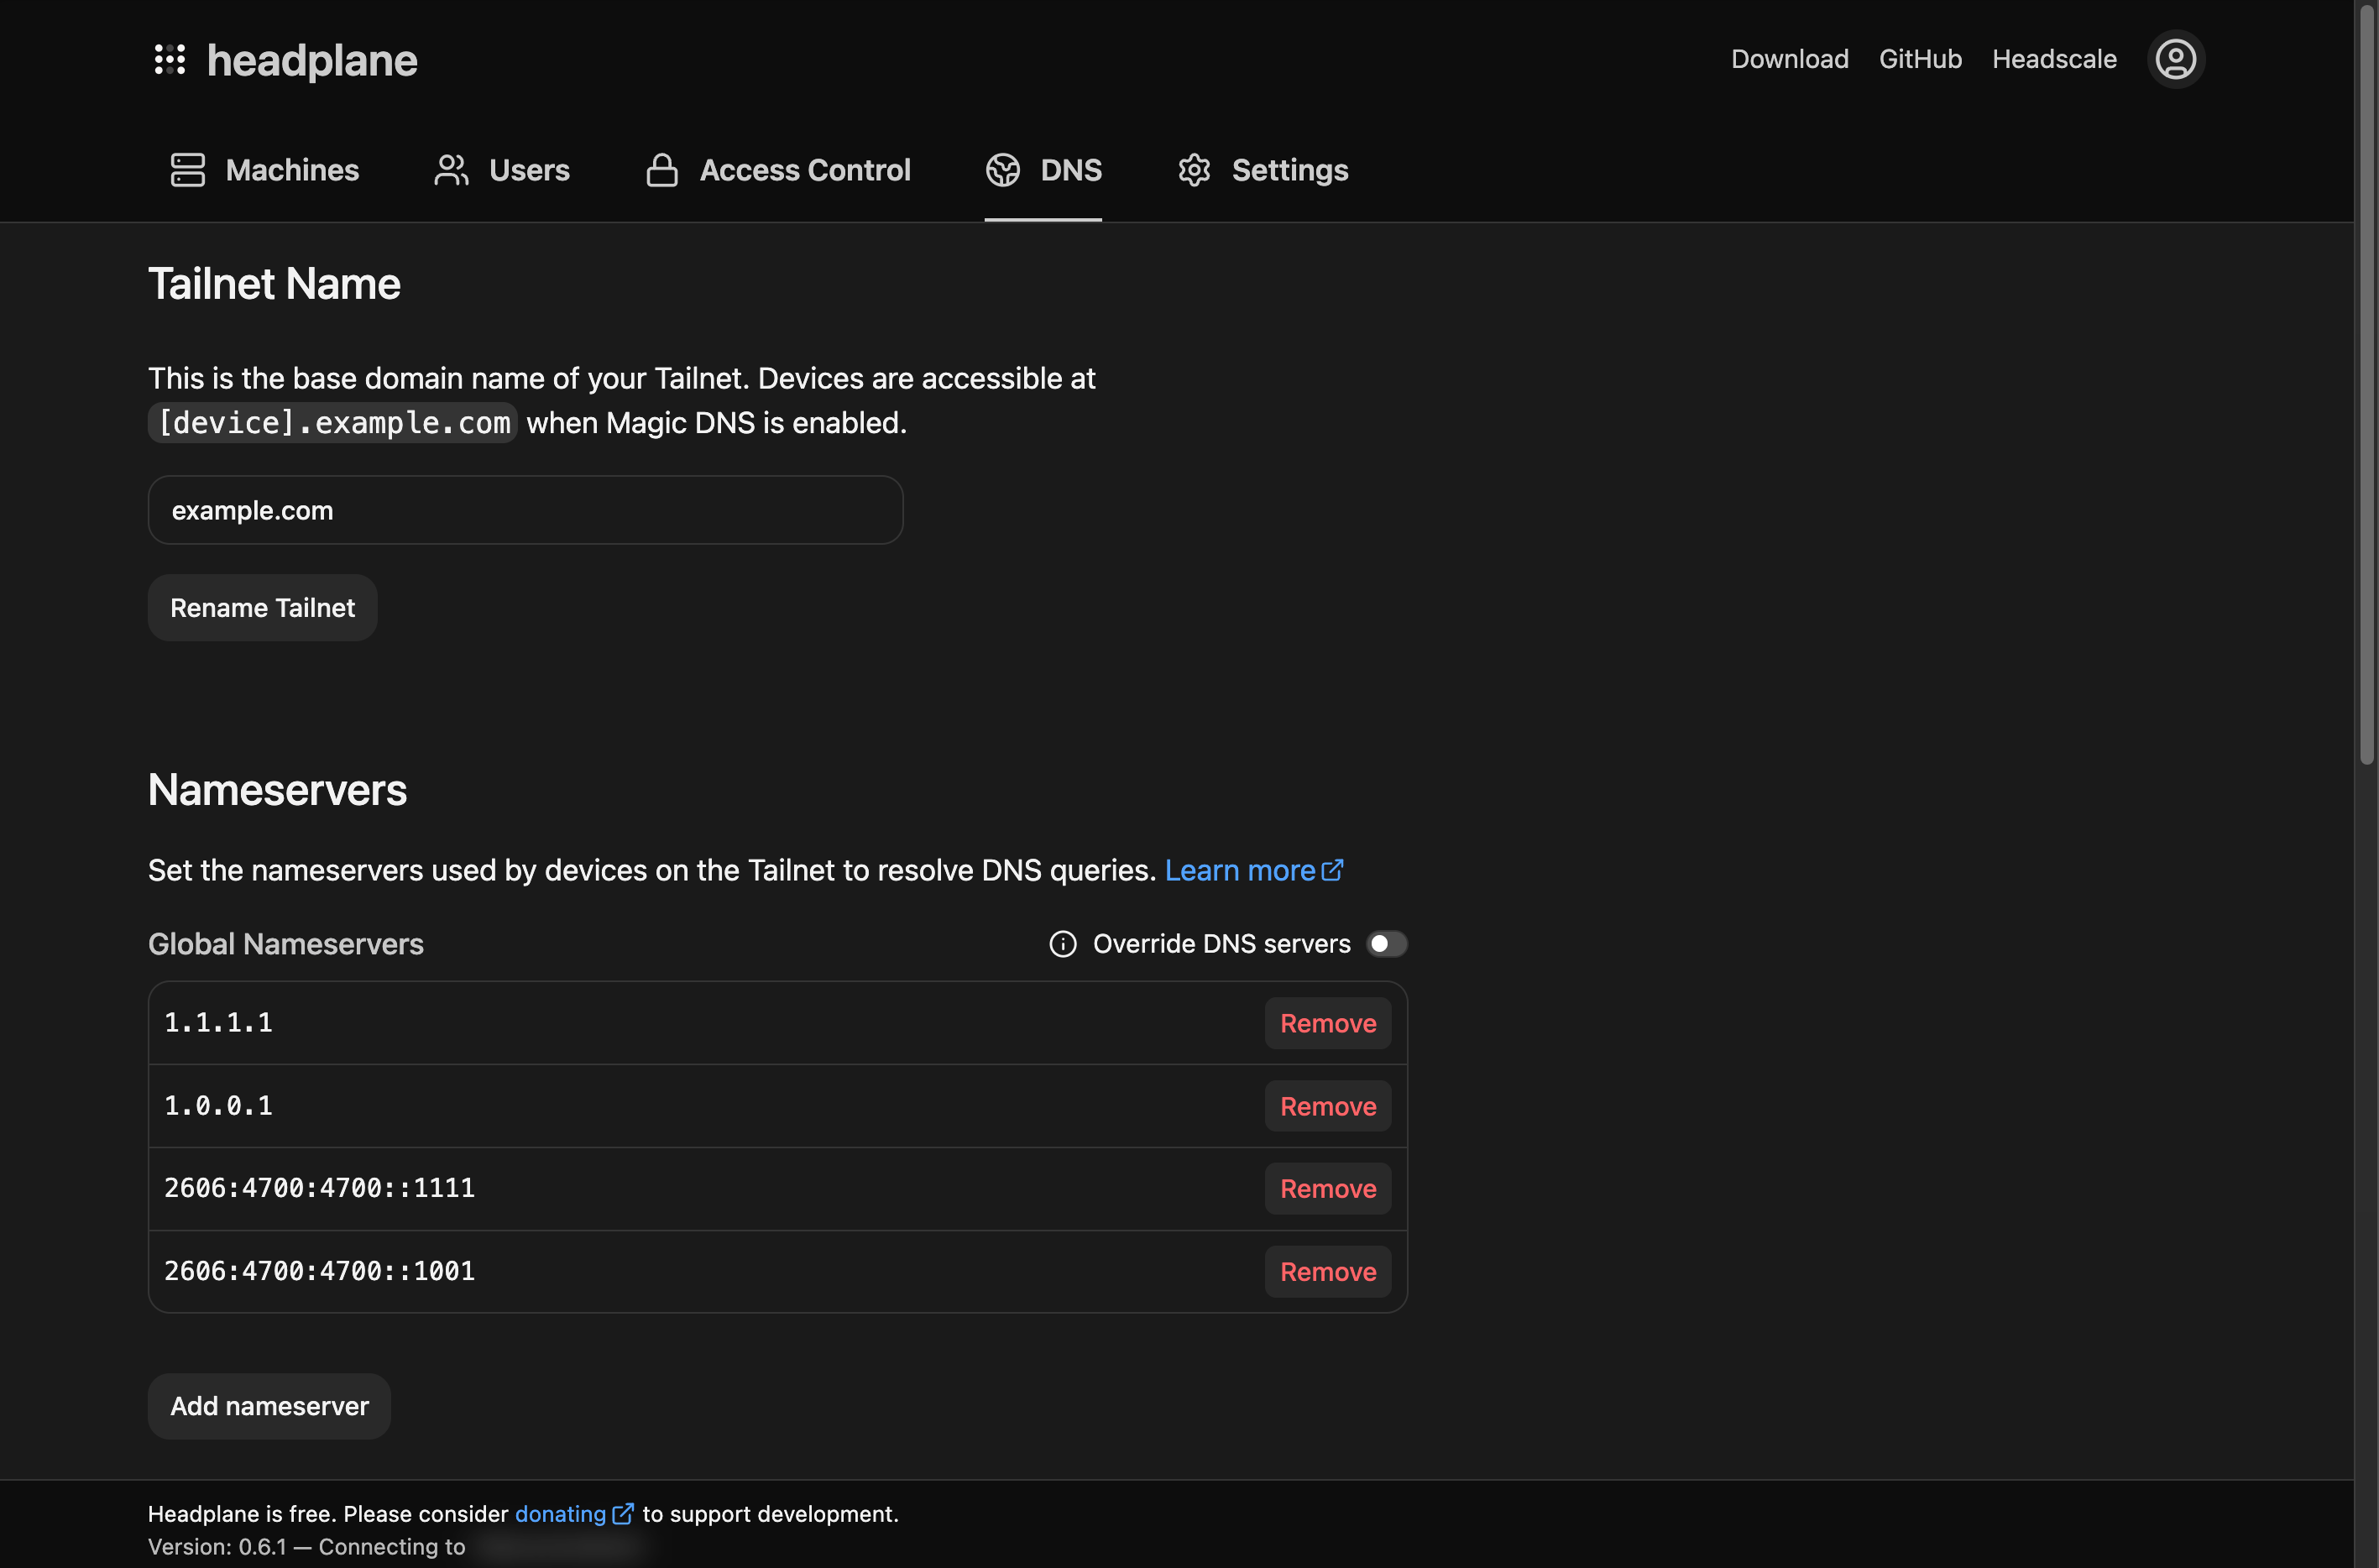 headplane
Download GitHub Headscale
Machines Users Access Control DNS Settings
Tailnet Name
This is the base domain name of your Tailnet. Devices are accessible at
[device].example.com when Magic DNS is enabled.
example.com
Rename Tailnet
Nameservers
Set the nameservers used by devices on the Tailnet to resolve DNS queries. Learn more
Global Nameservers Override DNS servers
1.1.1.1 Remove
1.0.0.1 Remove
2606:4700:4700::1111 Remove
2606:4700:4700::1001 Remove
Add nameserver
Headplane is free. Please consider donating to support development.
Version: 0.6.1 — Connecting to